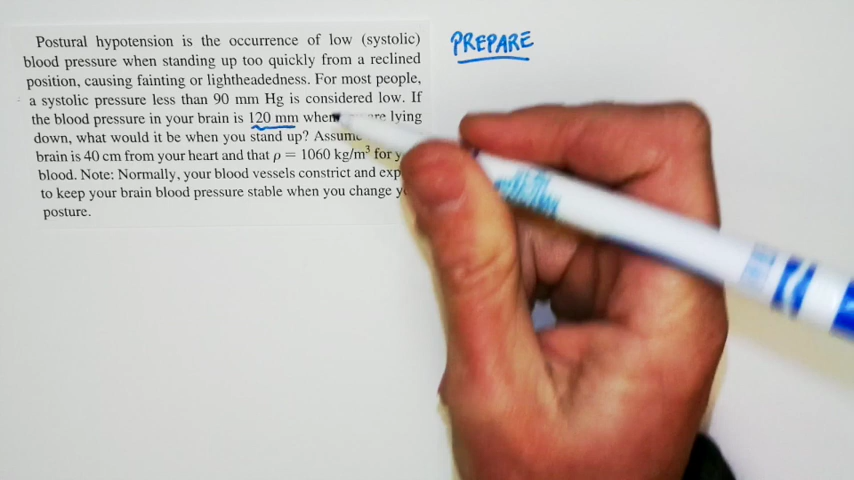 Postural hypotension is the occurrence of low (systolic)
blood pressure when standing up too quickly from a reclined
position, causing fainting or lightheadedness. For most people,
a systolic pressure less than 90 mm Hg is considered low. If
the blood pressure in your brain is 120 mm when lying
down, what would it be when you stand up?
brain is 40 cm from your heart and that ρ = 1060 kg/m³ for
blood. Note: Normally, your blood vessels constrict and
to keep your brain blood pressure stable when you change
posture.
PREPARE